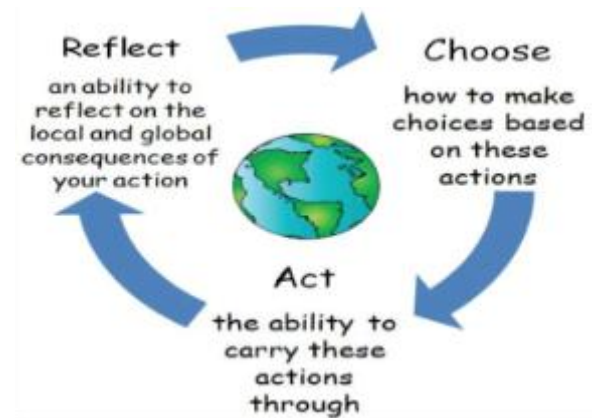 Reflect
an ability to
reflect on the
local and global
consequences of
your action
Choose
how to make
choices based
on these
actions
Act
the ability to
carry these
actions
through